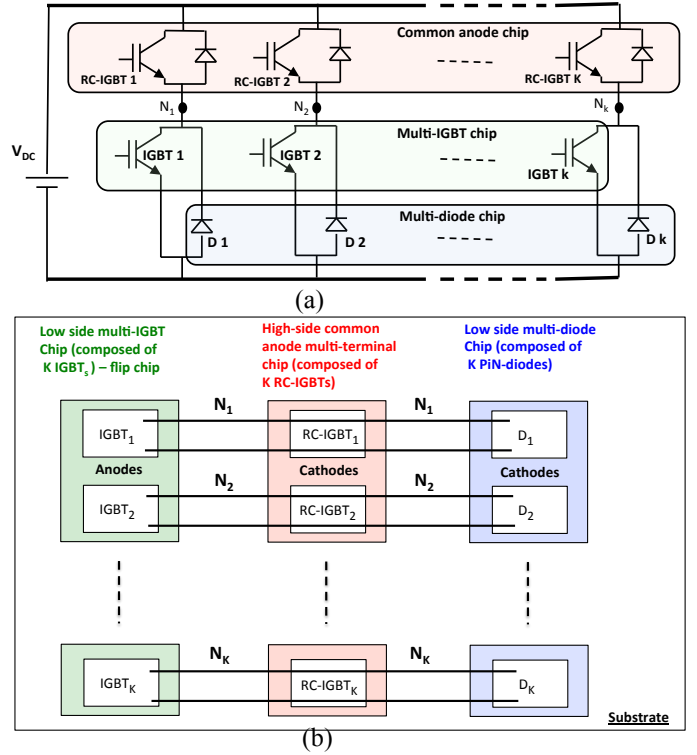 Common anode chip
RC-IGBT 1
RC-IGBT 2
RC-IGBT K
N1
N2
Nk
Multi-IGBT chip
VDC
IGBT 1
IGBT 2
IGBT k
Multi-diode chip
D 1
D 2
D k
(a)
Low side multi-IGBT
Chip (composed of
K IGBTs ) – flip chip
High-side common
anode multi-terminal
chip (composed of
K RC-IGBTs)
Low side multi-diode
Chip (composed of
K PiN-diodes)
N1
N1
IGBT1
RC-IGBT1
D1
Anodes
Cathodes
Cathodes
N2
N2
IGBT2
RC-IGBT2
D2
NK
NK
IGBTK
RC-IGBTK
DK
Substrate
(b)